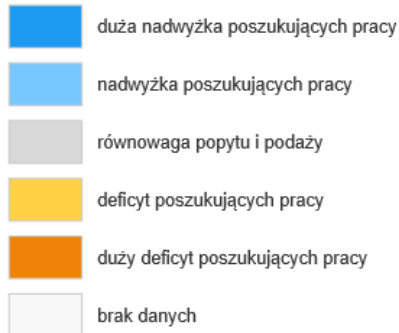 duża nadwyżka poszukujących pracy
nadwyżka poszukujących pracy
równowaga popytu i podaży
deficyt poszukujących pracy
duży deficyt poszukujących pracy
brak danych